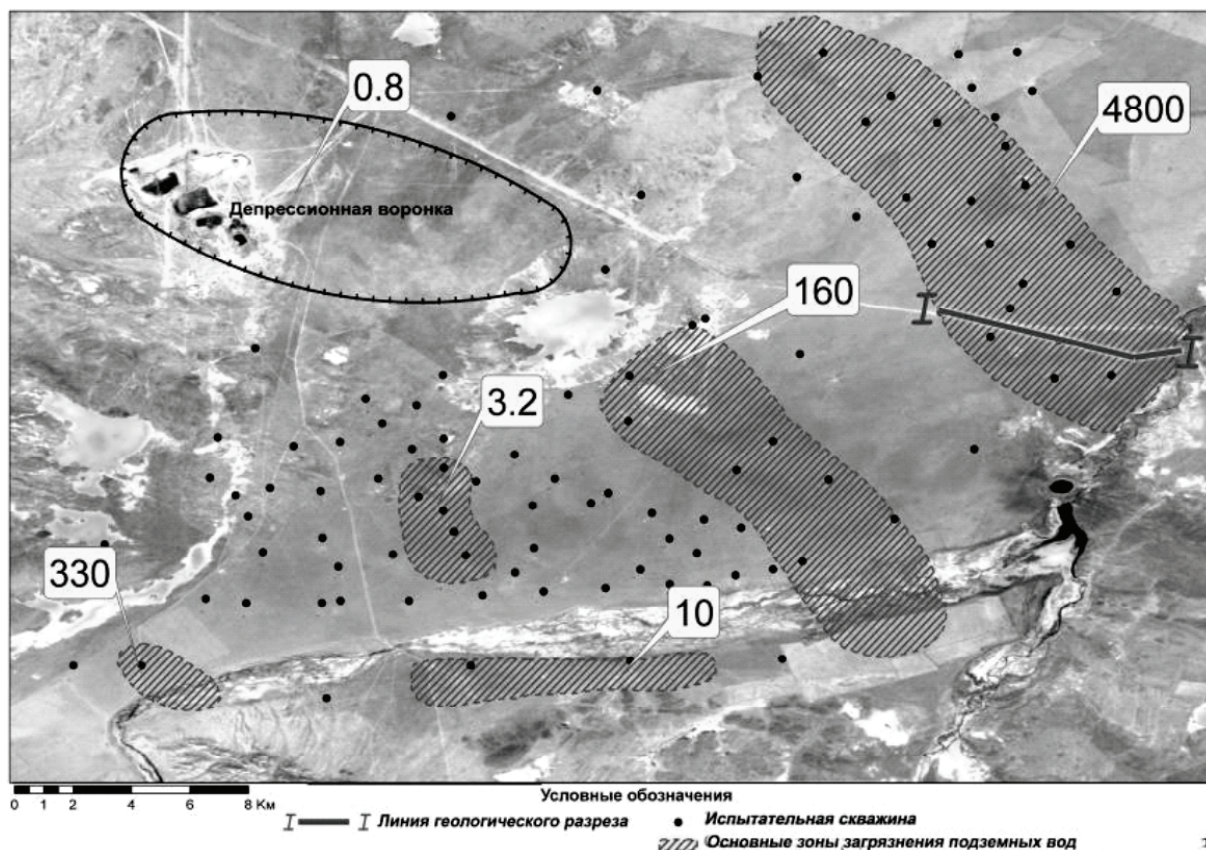 0.8
4800
Депрессионная воронка
160
I
I
3.2
330
10
0 1 2 4 6 8 Км
Условные обозначения
I I Линия геологического разреза
Испытательная скважина
Основные зоны загрязнения подземных вод